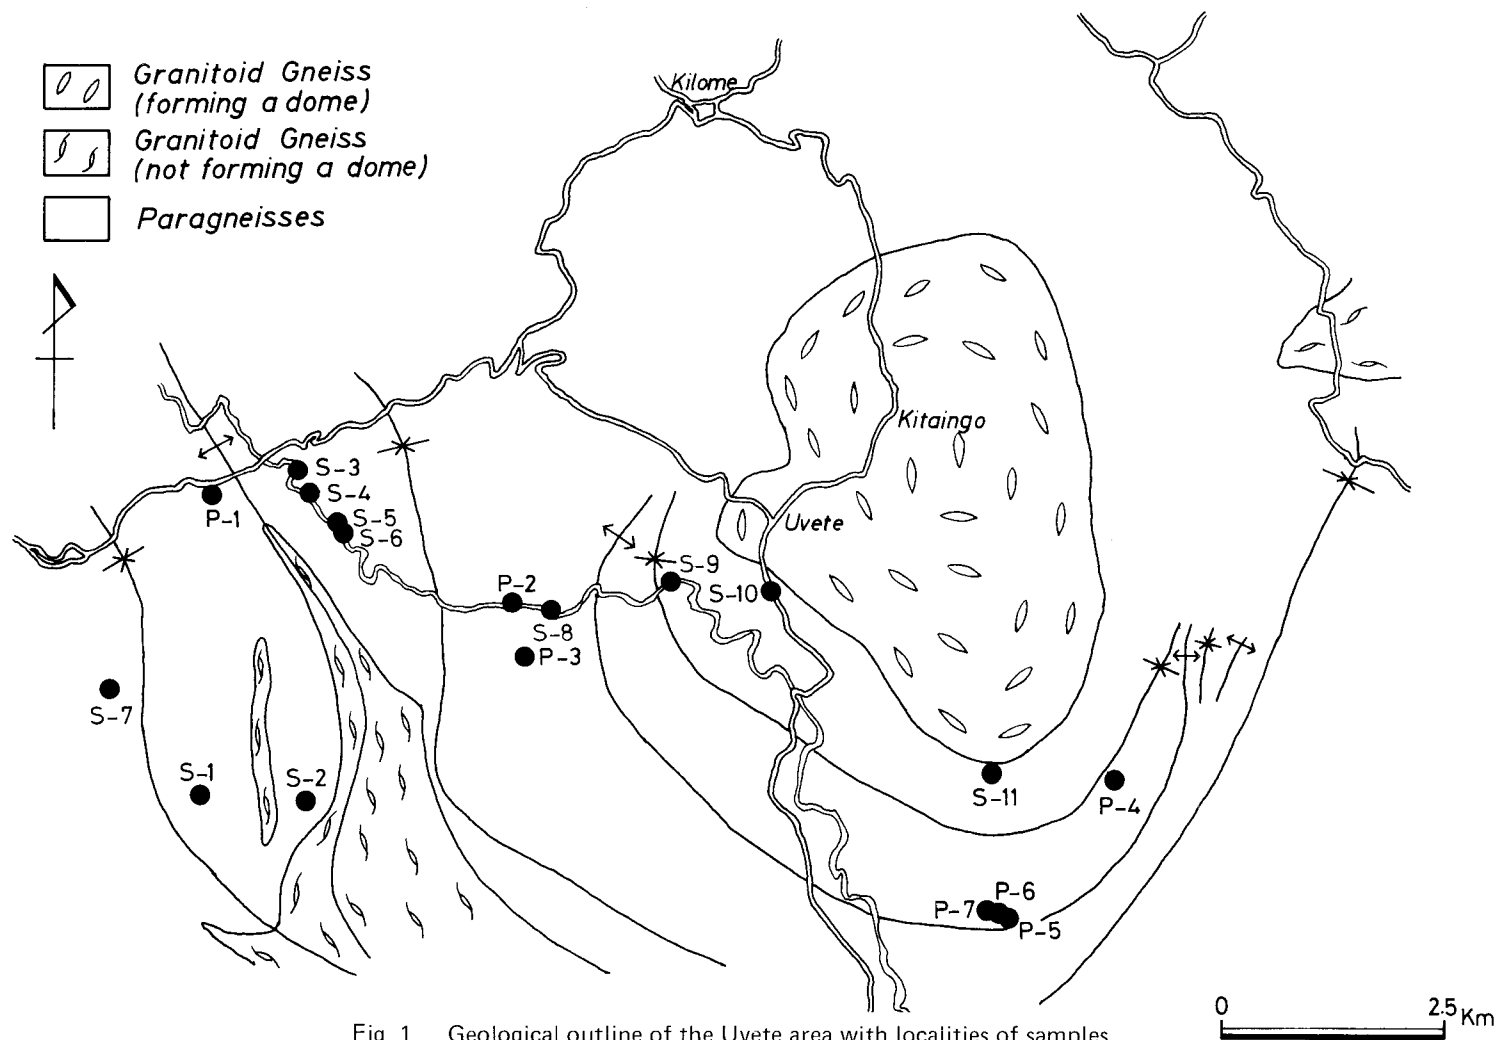 Granitoid Gneiss
(forming a dome)
Granitoid Gneiss
(not forming a dome)
Paragneisses
Kilome
Kitaingo
Uvete
S-3
S-4
S-5
S-6
P-1
S-9
S-10
P-2
S-8
P-3
S-7
S-1
S-2
S-11
P-4
P-6
P-7
P-5
0
2.5 Km
Fig. 1 Geological outline of the Uvete area with localities of samples